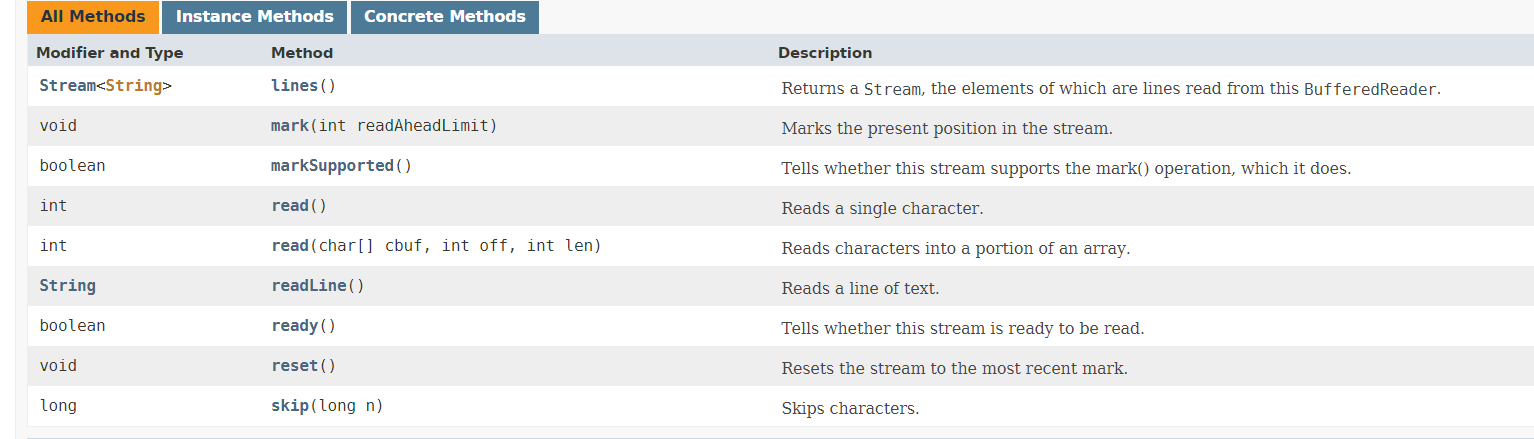 All Methods Instance Methods Concrete Methods
Modifier and Type Method Description
Stream<String> lines() Returns a Stream, the elements of which are lines read from this BufferedReader.
void mark(int readAheadLimit) Marks the present position in the stream.
boolean markSupported() Tells whether this stream supports the mark() operation, which it does.
int read() Reads a single character.
int read(char[] cbuf, int off, int len) Reads characters into a portion of an array.
String readLine() Reads a line of text.
boolean ready() Tells whether this stream is ready to be read.
void reset() Resets the stream to the most recent mark.
long skip(long n) Skips characters.